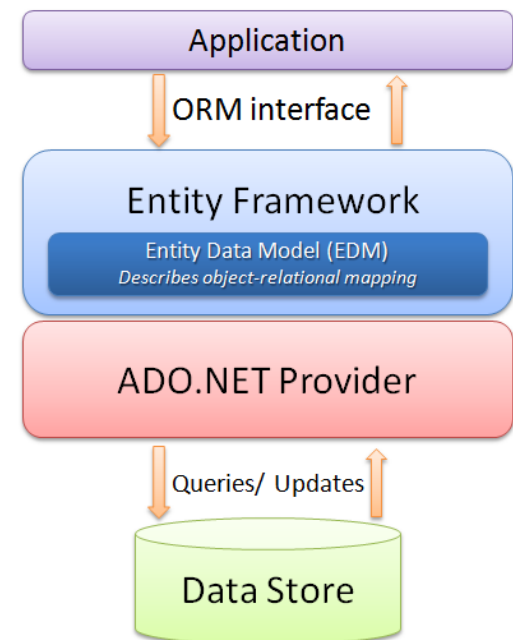 Application
ORM interface
Entity Framework
Entity Data Model (EDM)
Describes object-relational mapping
ADO.NET Provider
Queries/ Updates
Data Store